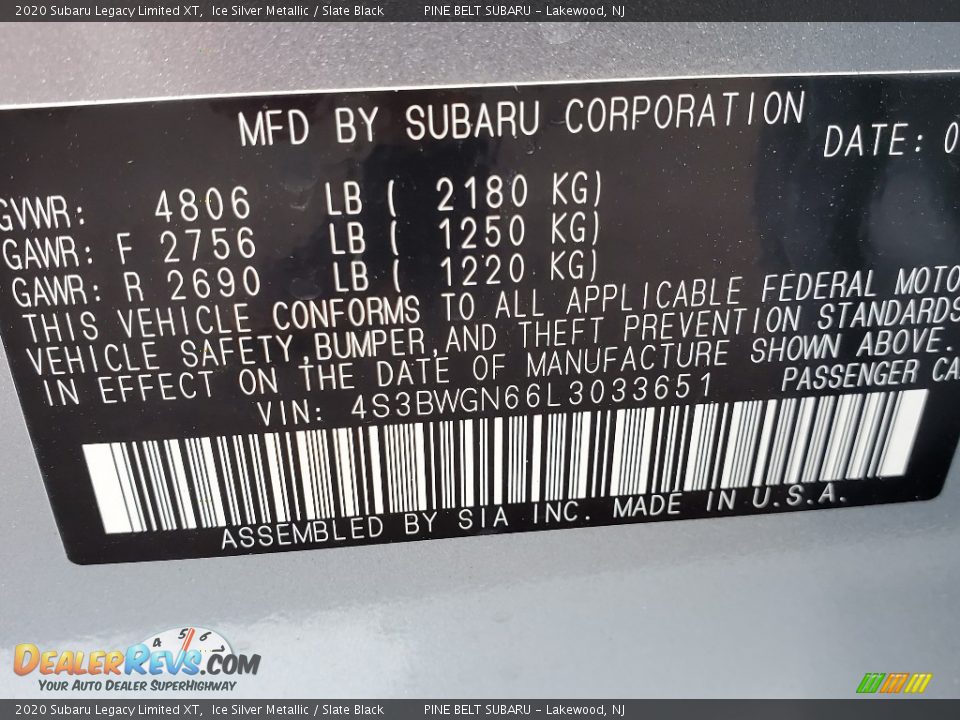 2020 Subaru Legacy Limited XT, Ice Silver Metallic / Slate Black PINE BELT SUBARU - Lakewood, NJ
MFD BY SUBARU CORPORATION
DATE: 0
GVWR: 4806 LB ( 2180 KG)
GAWR: F 2756 LB ( 1250 KG)
GAWR: R 2690 LB ( 1220 KG)
THIS VEHICLE CONFORMS TO ALL APPLICABLE FEDERAL MOTO
VEHICLE SAFETY,BUMPER,AND THEFT PREVENTION STANDARDS
IN EFFECT ON THE DATE OF MANUFACTURE SHOWN ABOVE.
VIN: 4S3BWGN66L3033651 PASSENGER CA
ASSEMBLED BY SIA INC. MADE IN U.S.A.
4 5 6
DEALERREVS.COM
YOUR AUTO DEALER SUPERHIGHWAY
2020 Subaru Legacy Limited XT, Ice Silver Metallic / Slate Black PINE BELT SUBARU - Lakewood, NJ